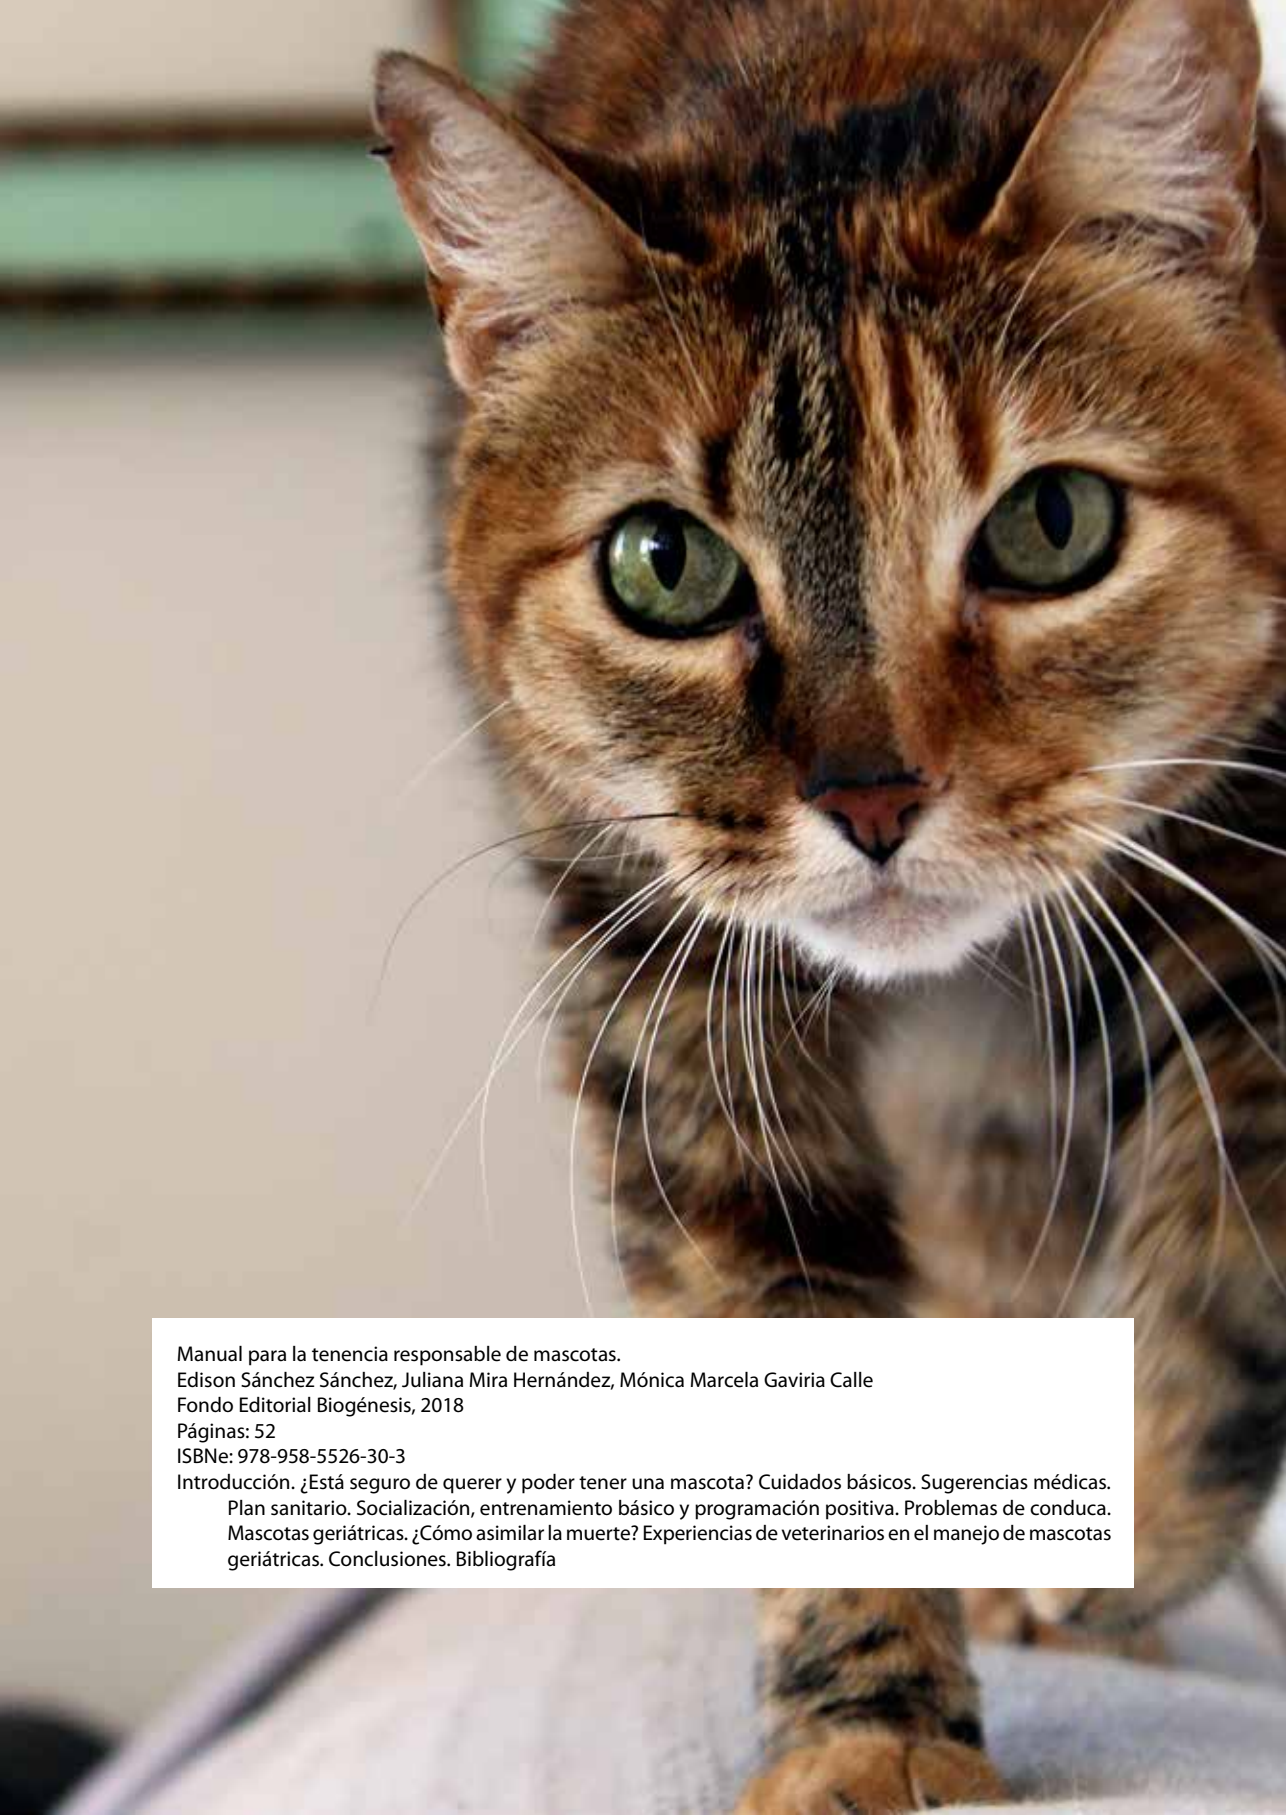 Manual para la tenencia responsable de mascotas.
Edison Sánchez Sánchez, Juliana Mira Hernández, Mónica Marcela Gaviria Calle
Fondo Editorial Biogénesis, 2018
Páginas: 52
ISBNe: 978-958-5526-30-3
Introducción. ¿Está seguro de querer y poder tener una mascota? Cuidados básicos. Sugerencias médicas.
Plan sanitario. Socialización, entrenamiento básico y programación positiva. Problemas de conduca.
Mascotas geriátricas. ¿Cómo asimilar la muerte? Experiencias de veterinarios en el manejo de mascotas
geriátricas. Conclusiones. Bibliografía